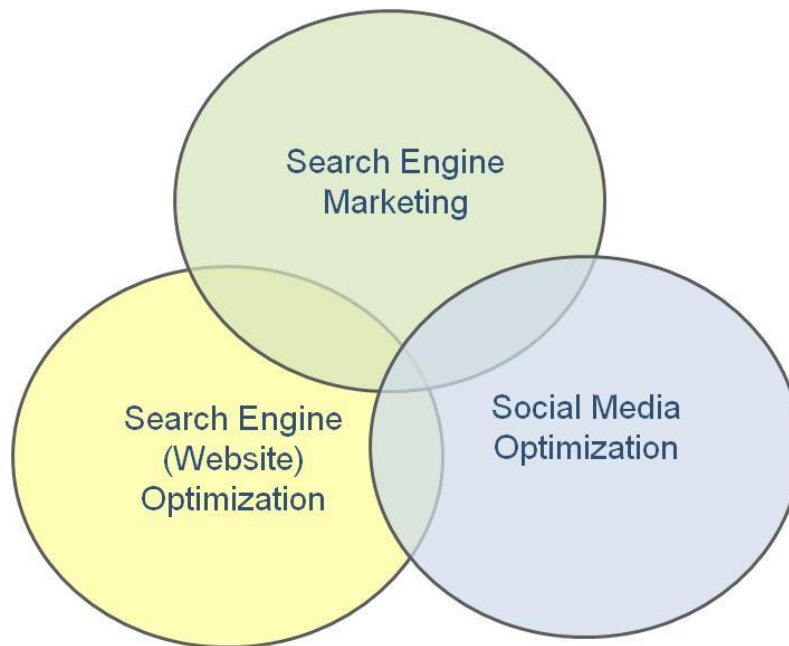 Search Engine
Marketing
Search Engine
(Website)
Optimization
Social Media
Optimization